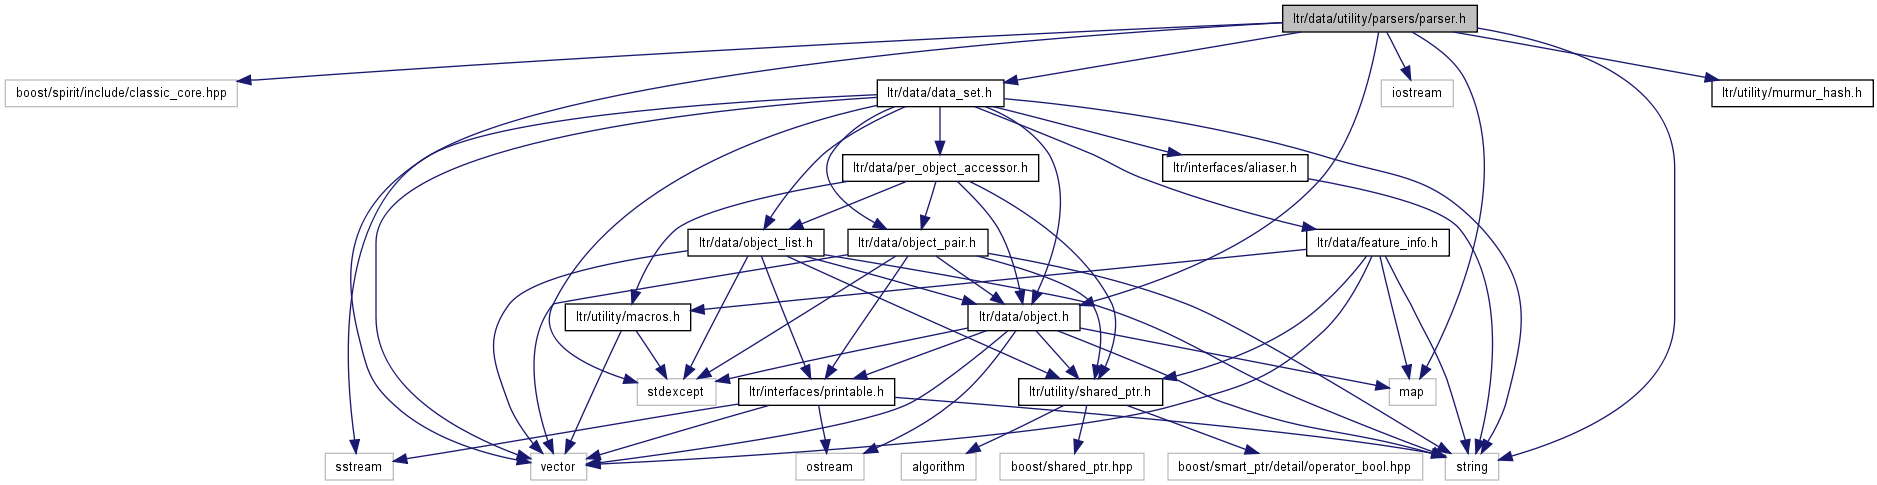 ltr/data/utility/parsers/parser.h
boost/spirit/include/classic_core.hpp
ltr/data/data_set.h
iostream
ltr/utility/murmur_hash.h
ltr/data/per_object_accessor.h
ltr/interfaces/aliaser.h
ltr/data/object_list.h
ltr/data/object_pair.h
ltr/data/feature_info.h
ltr/utility/macros.h
ltr/data/object.h
stdexcept
ltr/interfaces/printable.h
ltr/utility/shared_ptr.h
map
sstream
vector
ostream
algorithm
boost/shared_ptr.hpp
boost/smart_ptr/detail/operator_bool.hpp
string